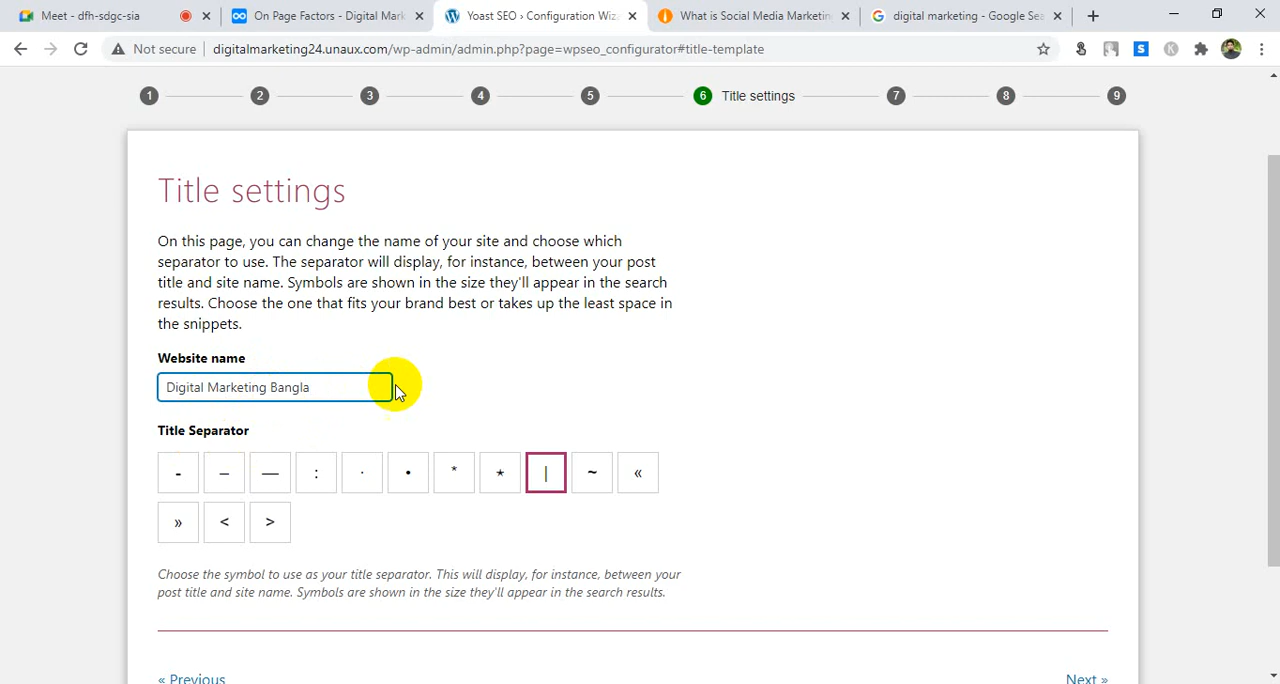 Meet - dfh-sdgc-sia
On Page Factors - Digital Mark
Yoast SEO › Configuration Wiza
What is Social Media Marketing
digital marketing - Google Sea
Not secure | digitalmarketing24.unaux.com/wp-admin/admin.php?page=wpseo_configurator#title-template
1 2 3 4 5 6 Title settings 7 8 9
Title settings
On this page, you can change the name of your site and choose which
separator to use. The separator will display, for instance, between your post
title and site name. Symbols are shown in the size they'll appear in the search
results. Choose the one that fits your brand best or takes up the least space in
the snippets.
Website name
Digital Marketing Bangla
Title Separator
- – — : · • * ⋆ | ~ «
» < >
Choose the symbol to use as your title separator. This will display, for instance, between your
post title and site name. Symbols are shown in the size they'll appear in the search results.
« Previous
Next »